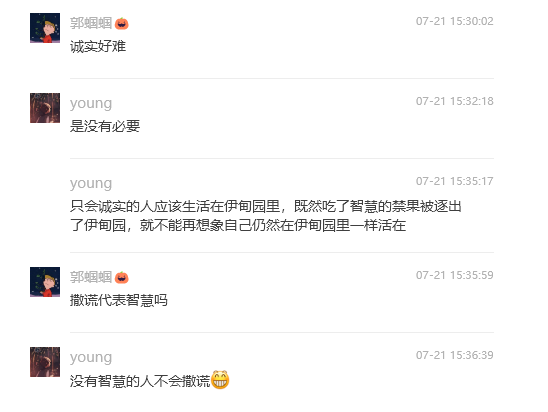 郭蝈蝈🎃 07-21 15:30:02
诚实好难
young 07-21 15:32:18
是没有必要
young 07-21 15:35:17
只会诚实的人应该生活在伊甸园里，既然吃了智慧的禁果被逐出
了伊甸园，就不能再想象自己仍然在伊甸园里一样活在
郭蝈蝈🎃 07-21 15:35:59
撒谎代表智慧吗
young 07-21 15:36:39
没有智慧的人不会撒谎😁